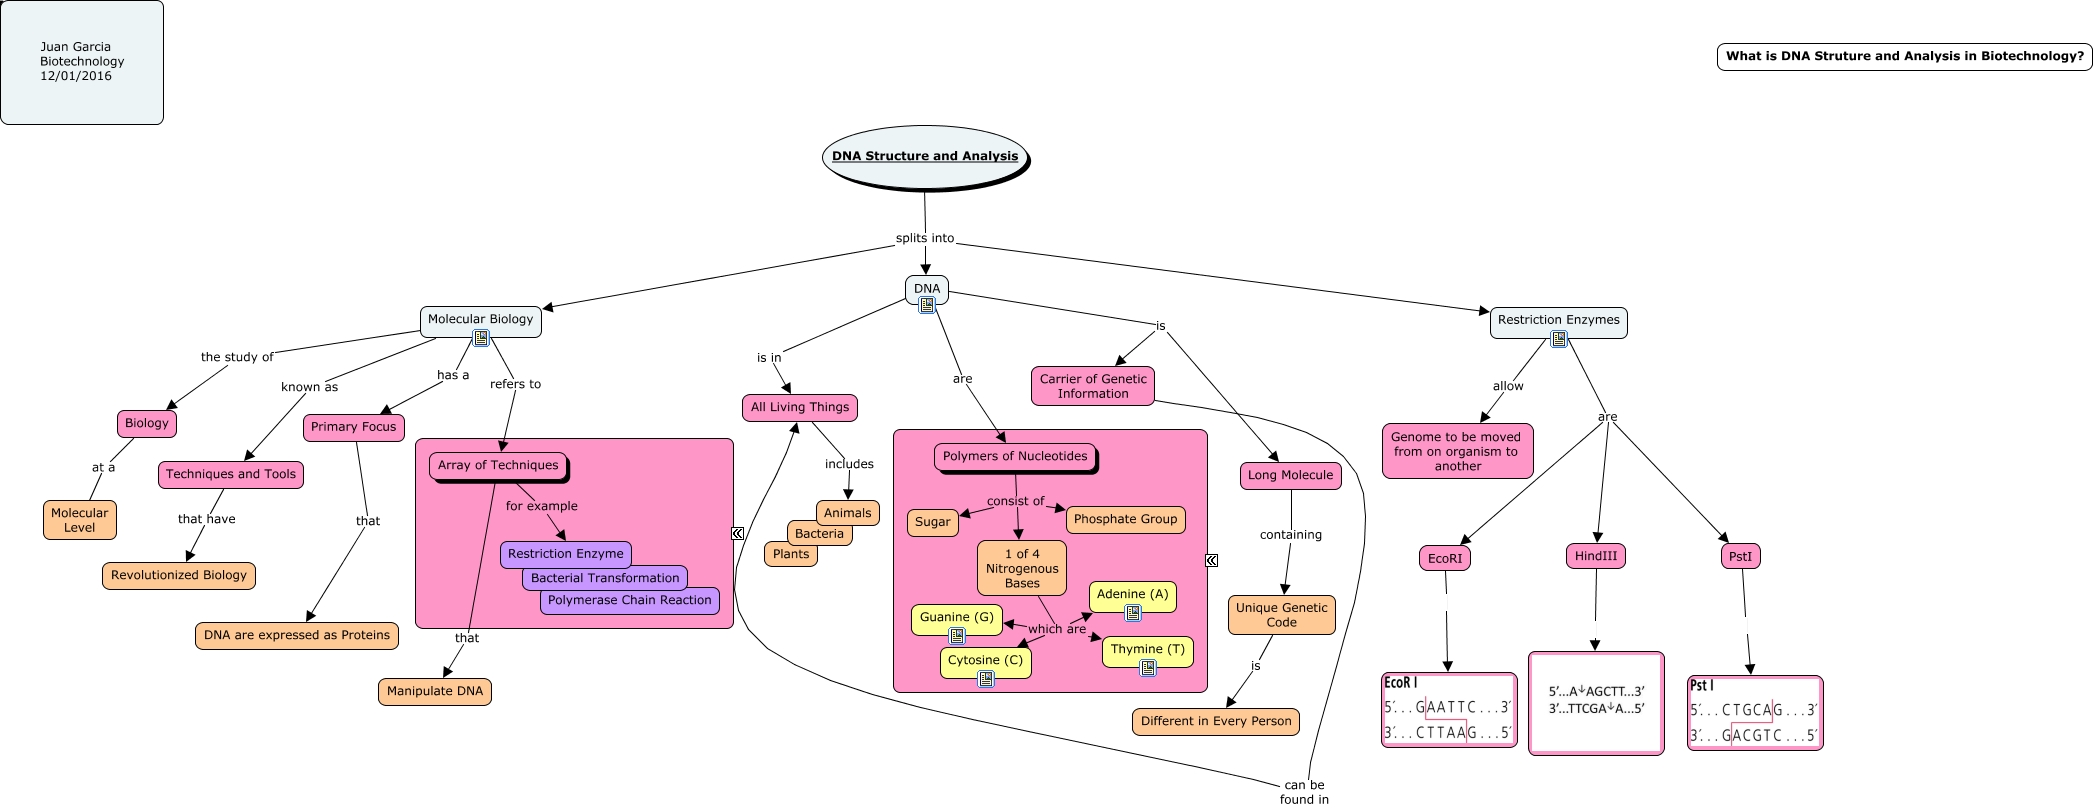 Juan Garcia
Biotechnology
12/01/2016
What is DNA Struture and Analysis in Biotechnology?
DNA Structure and Analysis
splits into
Molecular Biology
DNA
Restriction Enzymes
the study of
known as
has a
refers to
is in
are
is
allow
are
Biology
Techniques and Tools
Primary Focus
Array of Techniques
All Living Things
Polymers of Nucleotides
Carrier of Genetic
Information
Long Molecule
Genome to be moved
from on organism to
another
at a
that have
that
for example
includes
consist of
containing
Molecular
Level
Revolutionized Biology
DNA are expressed as Proteins
Restriction Enzyme
Bacterial Transformation
Polymerase Chain Reaction
that
Manipulate DNA
Animals
Bacteria
Plants
Sugar
Phosphate Group
1 of 4
Nitrogenous
Bases
which are
Adenine (A)
Guanine (G)
Cytosine (C)
Thymine (T)
Unique Genetic
Code
is
Different in Every Person
can be
found in
EcoRI
HindIII
PstI
EcoR I
5′...GAATTC...3′
3′...CTTAAG...5′
5’...A↓AGCTT...3’
3’...TTCGA↓A...5’
Pst I
5′...CTGCAG...3′
3′...GACGTC...5′